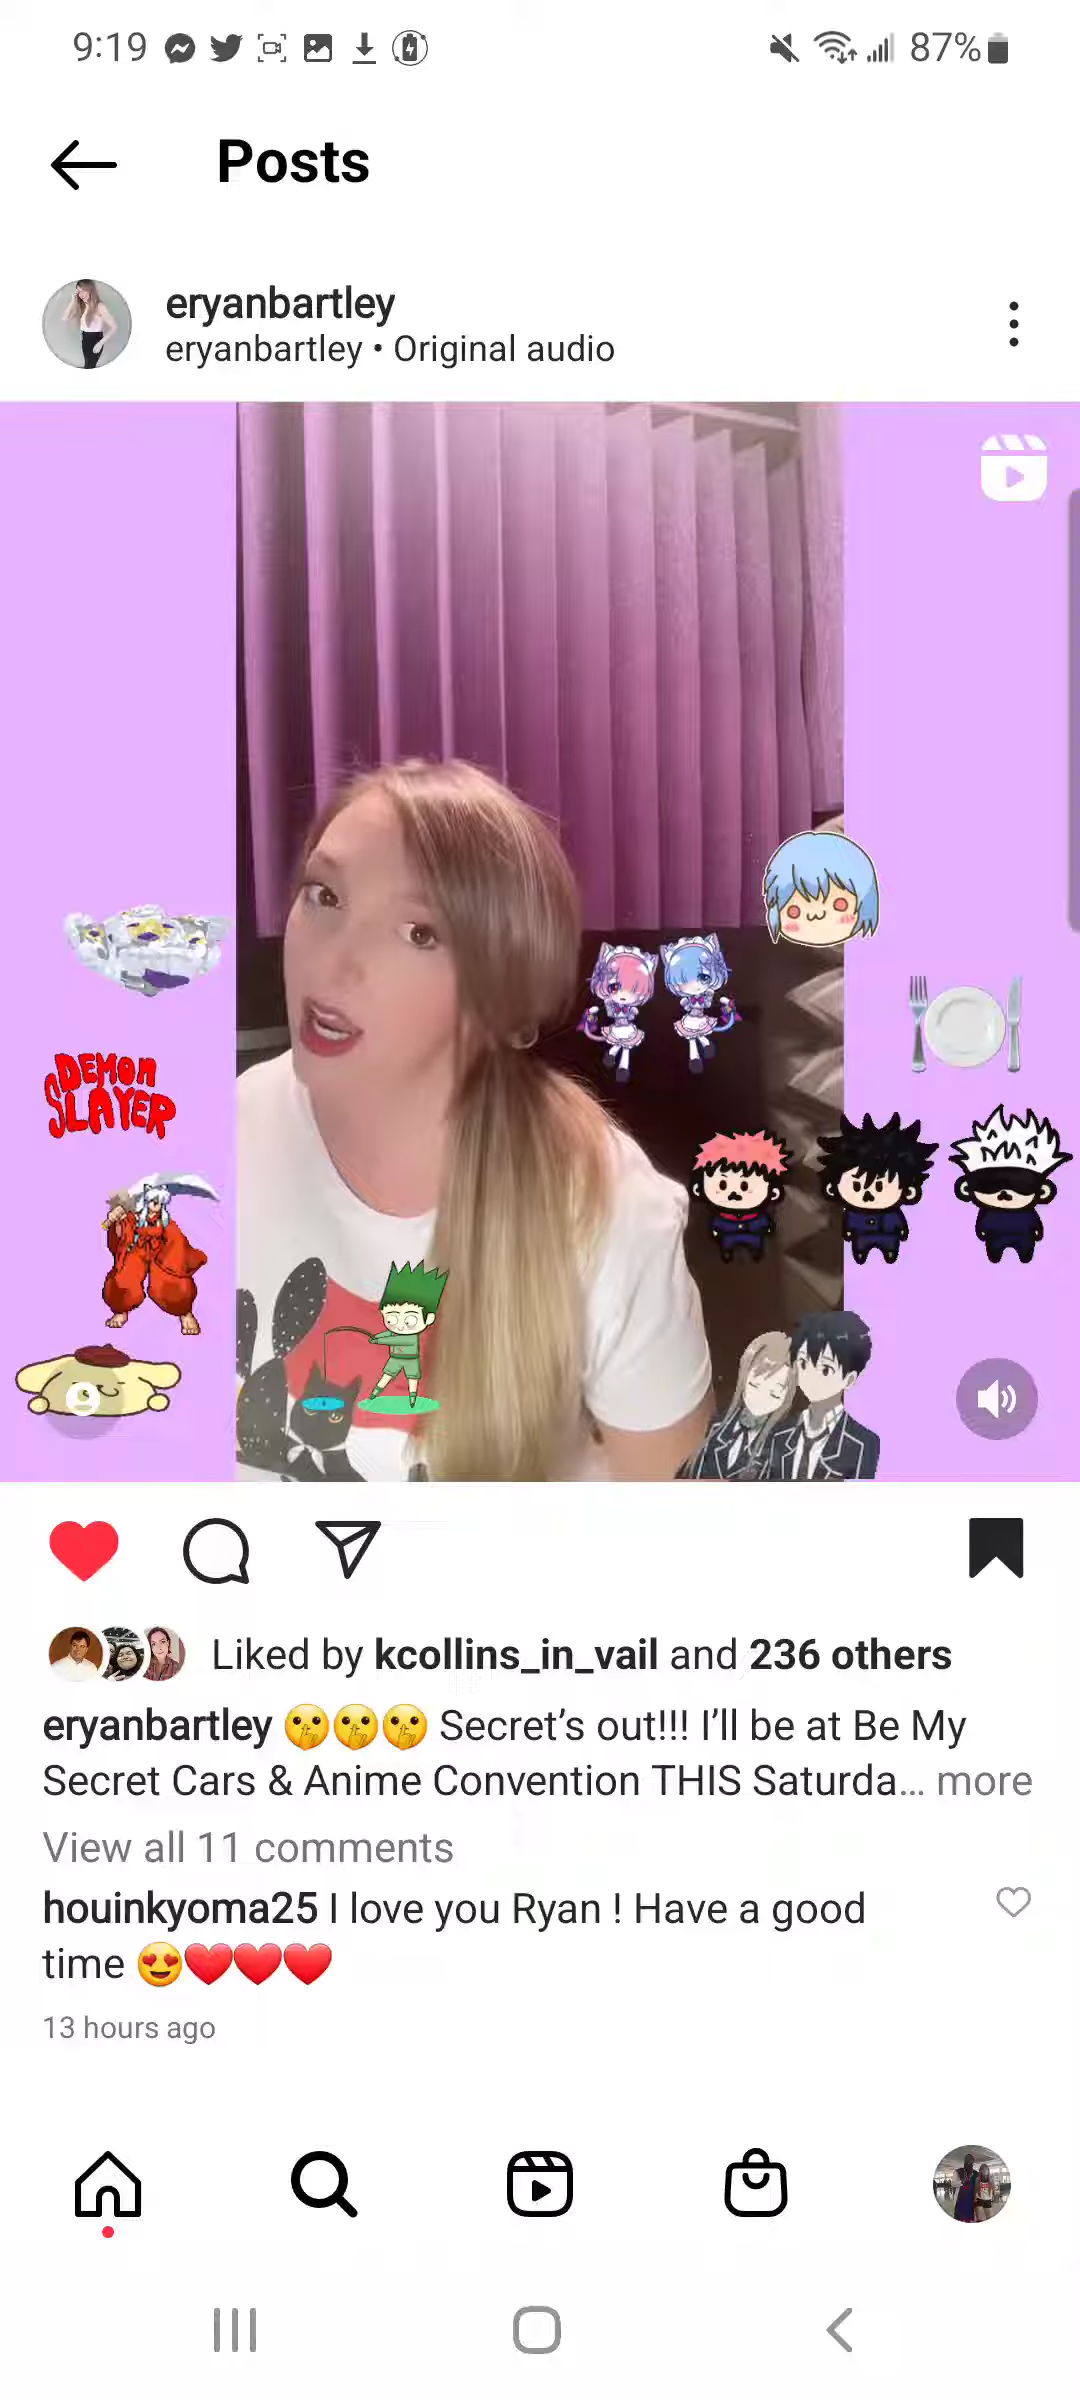 9:19
87%
Posts
eryanbartley
eryanbartley • Original audio
DEMON
SLAYER
Liked by kcollins_in_vail and 236 others
eryanbartley 🤫🤫🤫 Secret’s out!!! I’ll be at Be My
Secret Cars & Anime Convention THIS Saturda... more
View all 11 comments
houinkyoma25 I love you Ryan ! Have a good
time 😍❤️❤️❤️
13 hours ago